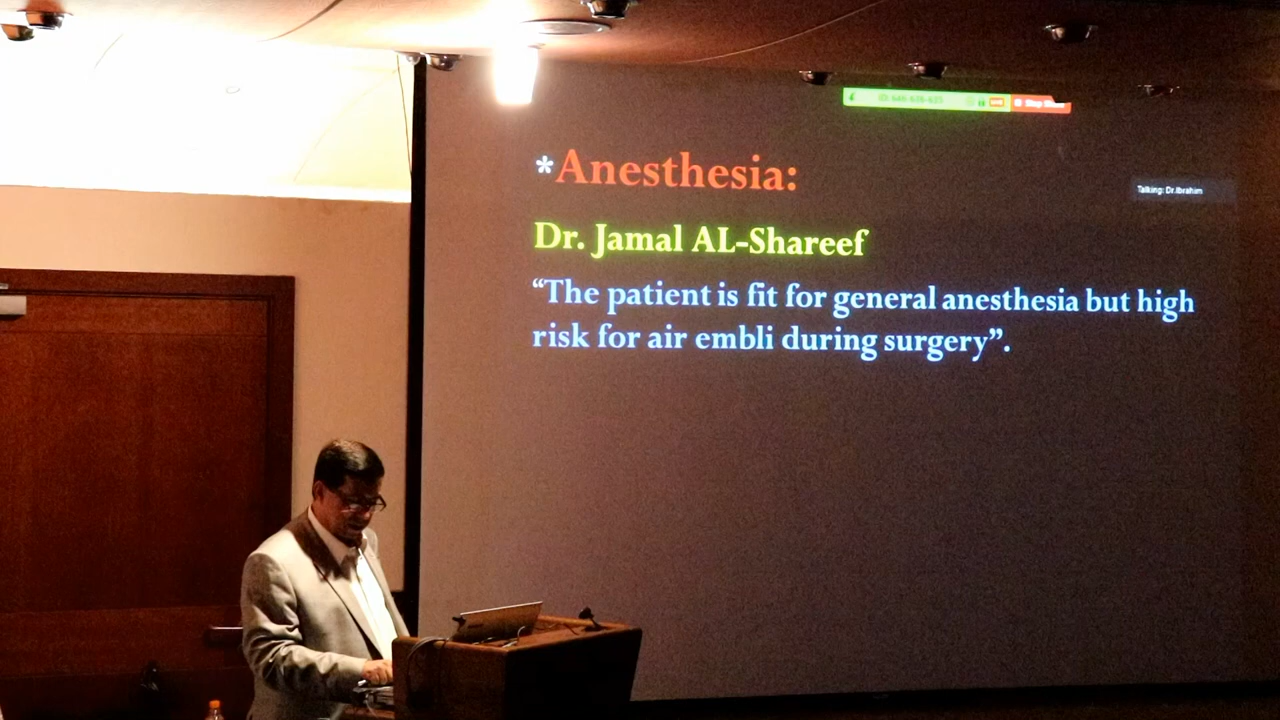 *Anesthesia:
Talking: Dr.Ibrahim
Dr. Jamal AL-Shareef
“The patient is fit for general anesthesia but high
risk for air embli during surgery”.